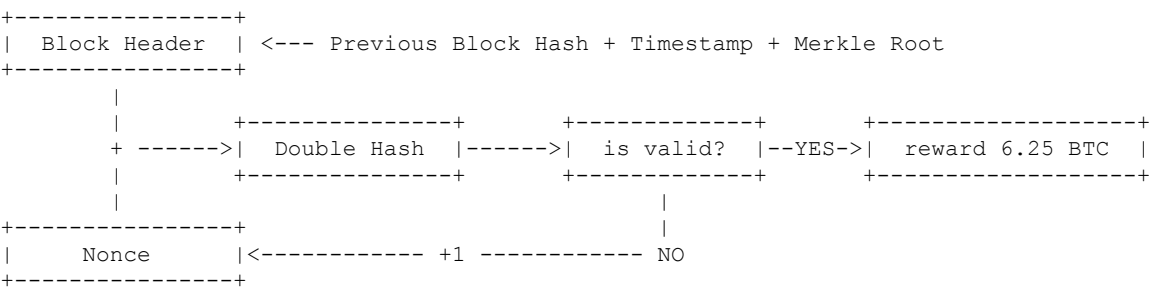 Block Header <--- Previous Block Hash + Timestamp + Merkle Root
+ ------> Double Hash ------> is valid? --YES-> reward 6.25 BTC
Nonce <------------ +1 ------------ NO